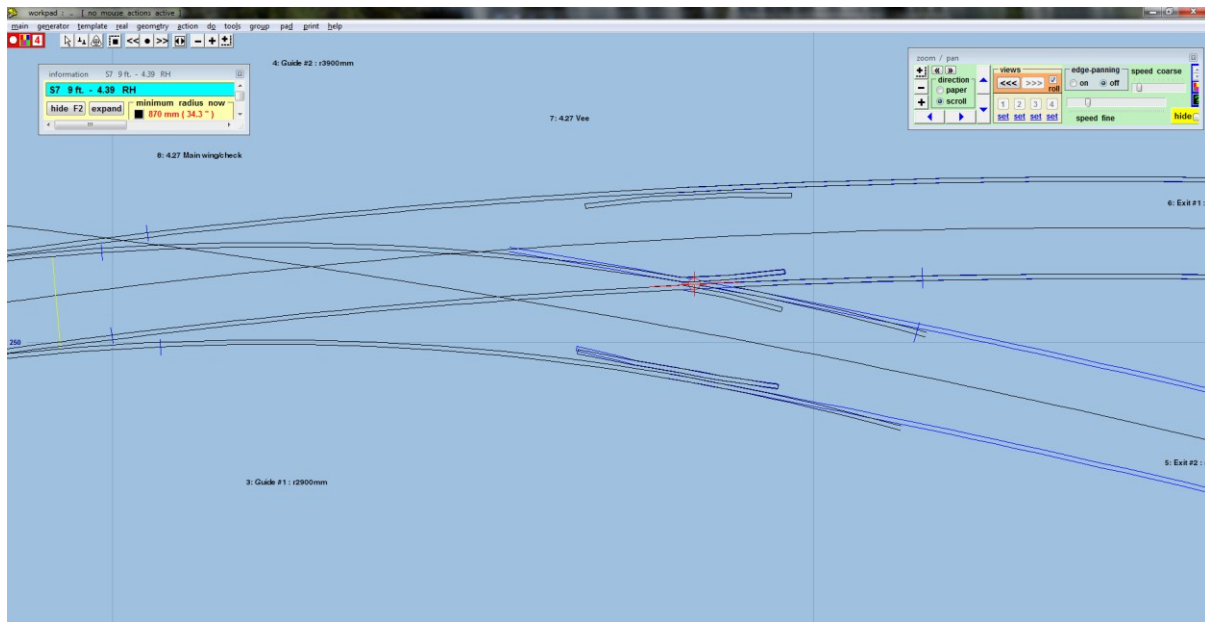 workpad : .. [ no mouse actions active ]
main generator template real geometry action do tools group pad print help
4
<< >>
4: Guide #2 : r3900mm
information S7 9 ft. - 4.39 RH
S7 9 ft. - 4.39 RH
hide F2 expand
minimum radius now
870 mm ( 34.3 " )
7: 4.27 Vee
8: 4.27 Main wing/check
zoom / pan
direction
paper
scroll
views
<<< >>> roll
1 2 3 4
set set set set
edge-panning
on off
speed coarse
speed fine
hide
6: Exit #1 :
250
5: Exit #2 :
3: Guide #1 : r2900mm